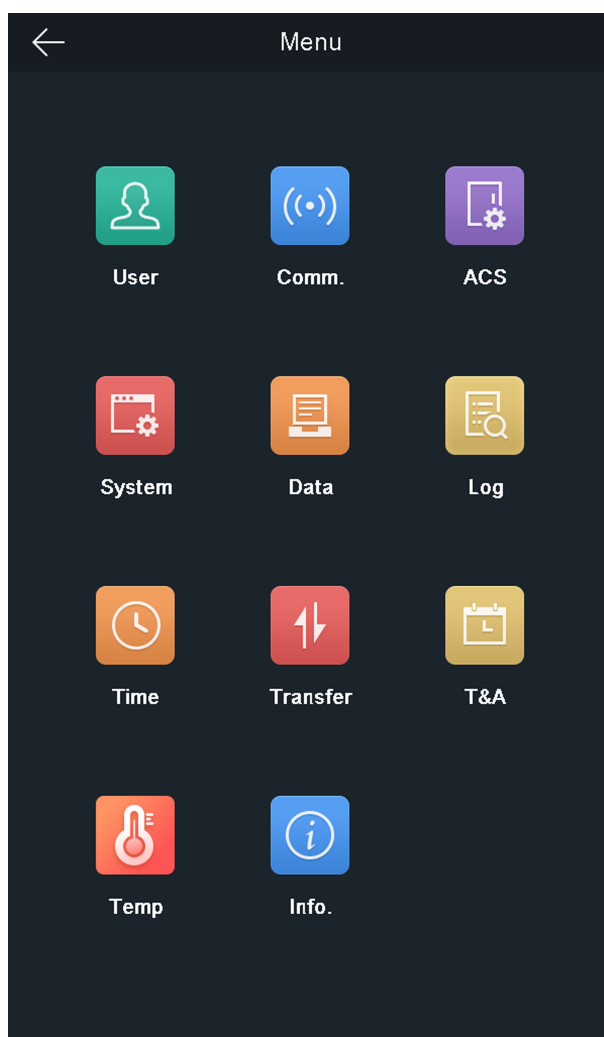 Menu
User Comm. ACS
System Data Log
Time Transfer T&A
Temp Info.